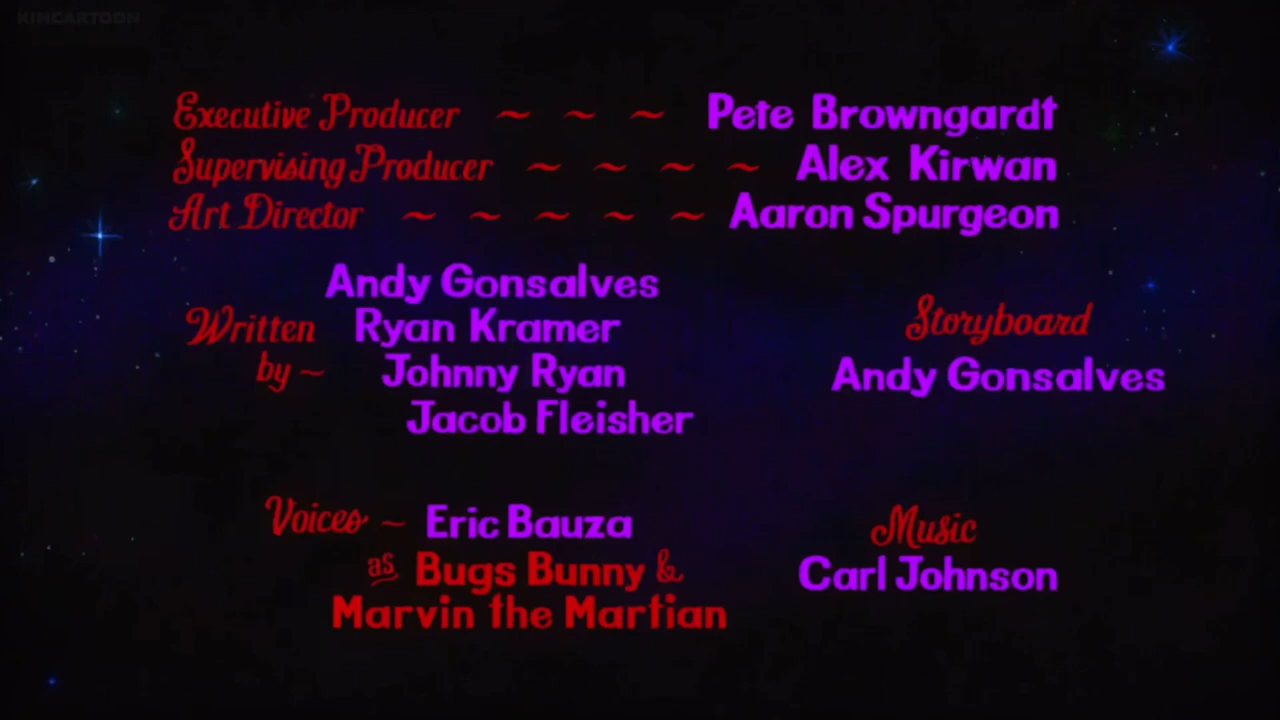 KIMCARTOON
Executive Producer ~ ~ ~ Pete Browngardt
Supervising Producer ~ ~ ~ ~ Alex Kirwan
Art Director ~ ~ ~ ~ ~ Aaron Spurgeon
Written by ~
Andy Gonsalves
Ryan Kramer
Johnny Ryan
Jacob Fleisher
Storyboard
Andy Gonsalves
Voices ~ Eric Bauza
as Bugs Bunny &
Marvin the Martian
Music
Carl Johnson